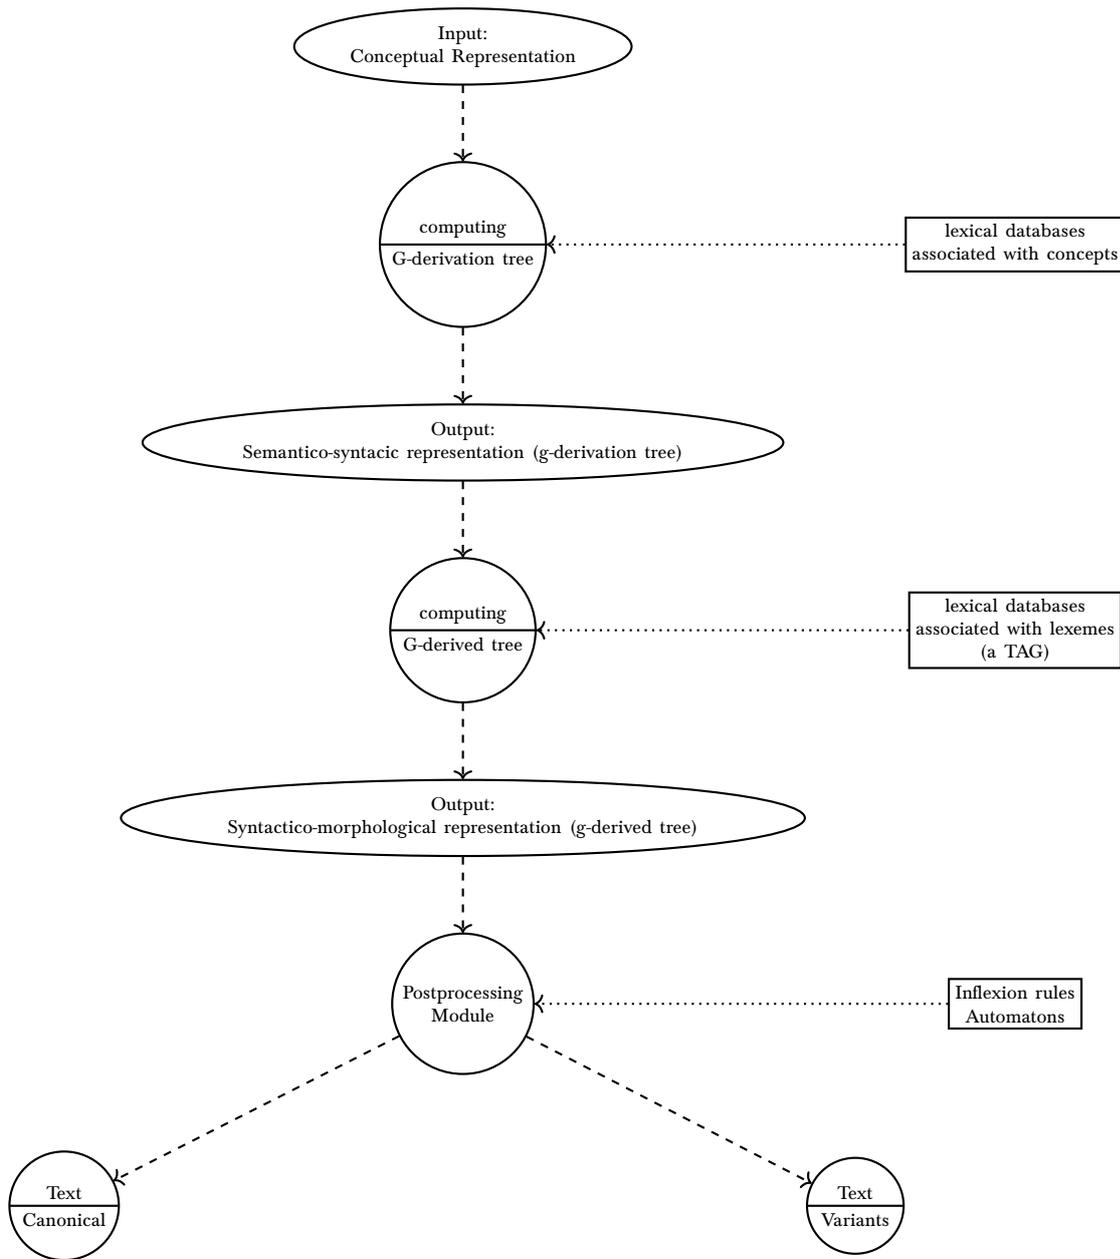 Input:
Conceptual Representation
computing
G-derivation tree
lexical databases
associated with concepts
Output:
Semantico-syntacic representation (g-derivation tree)
computing
G-derived tree
lexical databases
associated with lexemes
(a TAG)
Output:
Syntactico-morphological representation (g-derived tree)
Postprocessing
Module
Inflexion rules
Automatons
Text
Canonical
Text
Variants